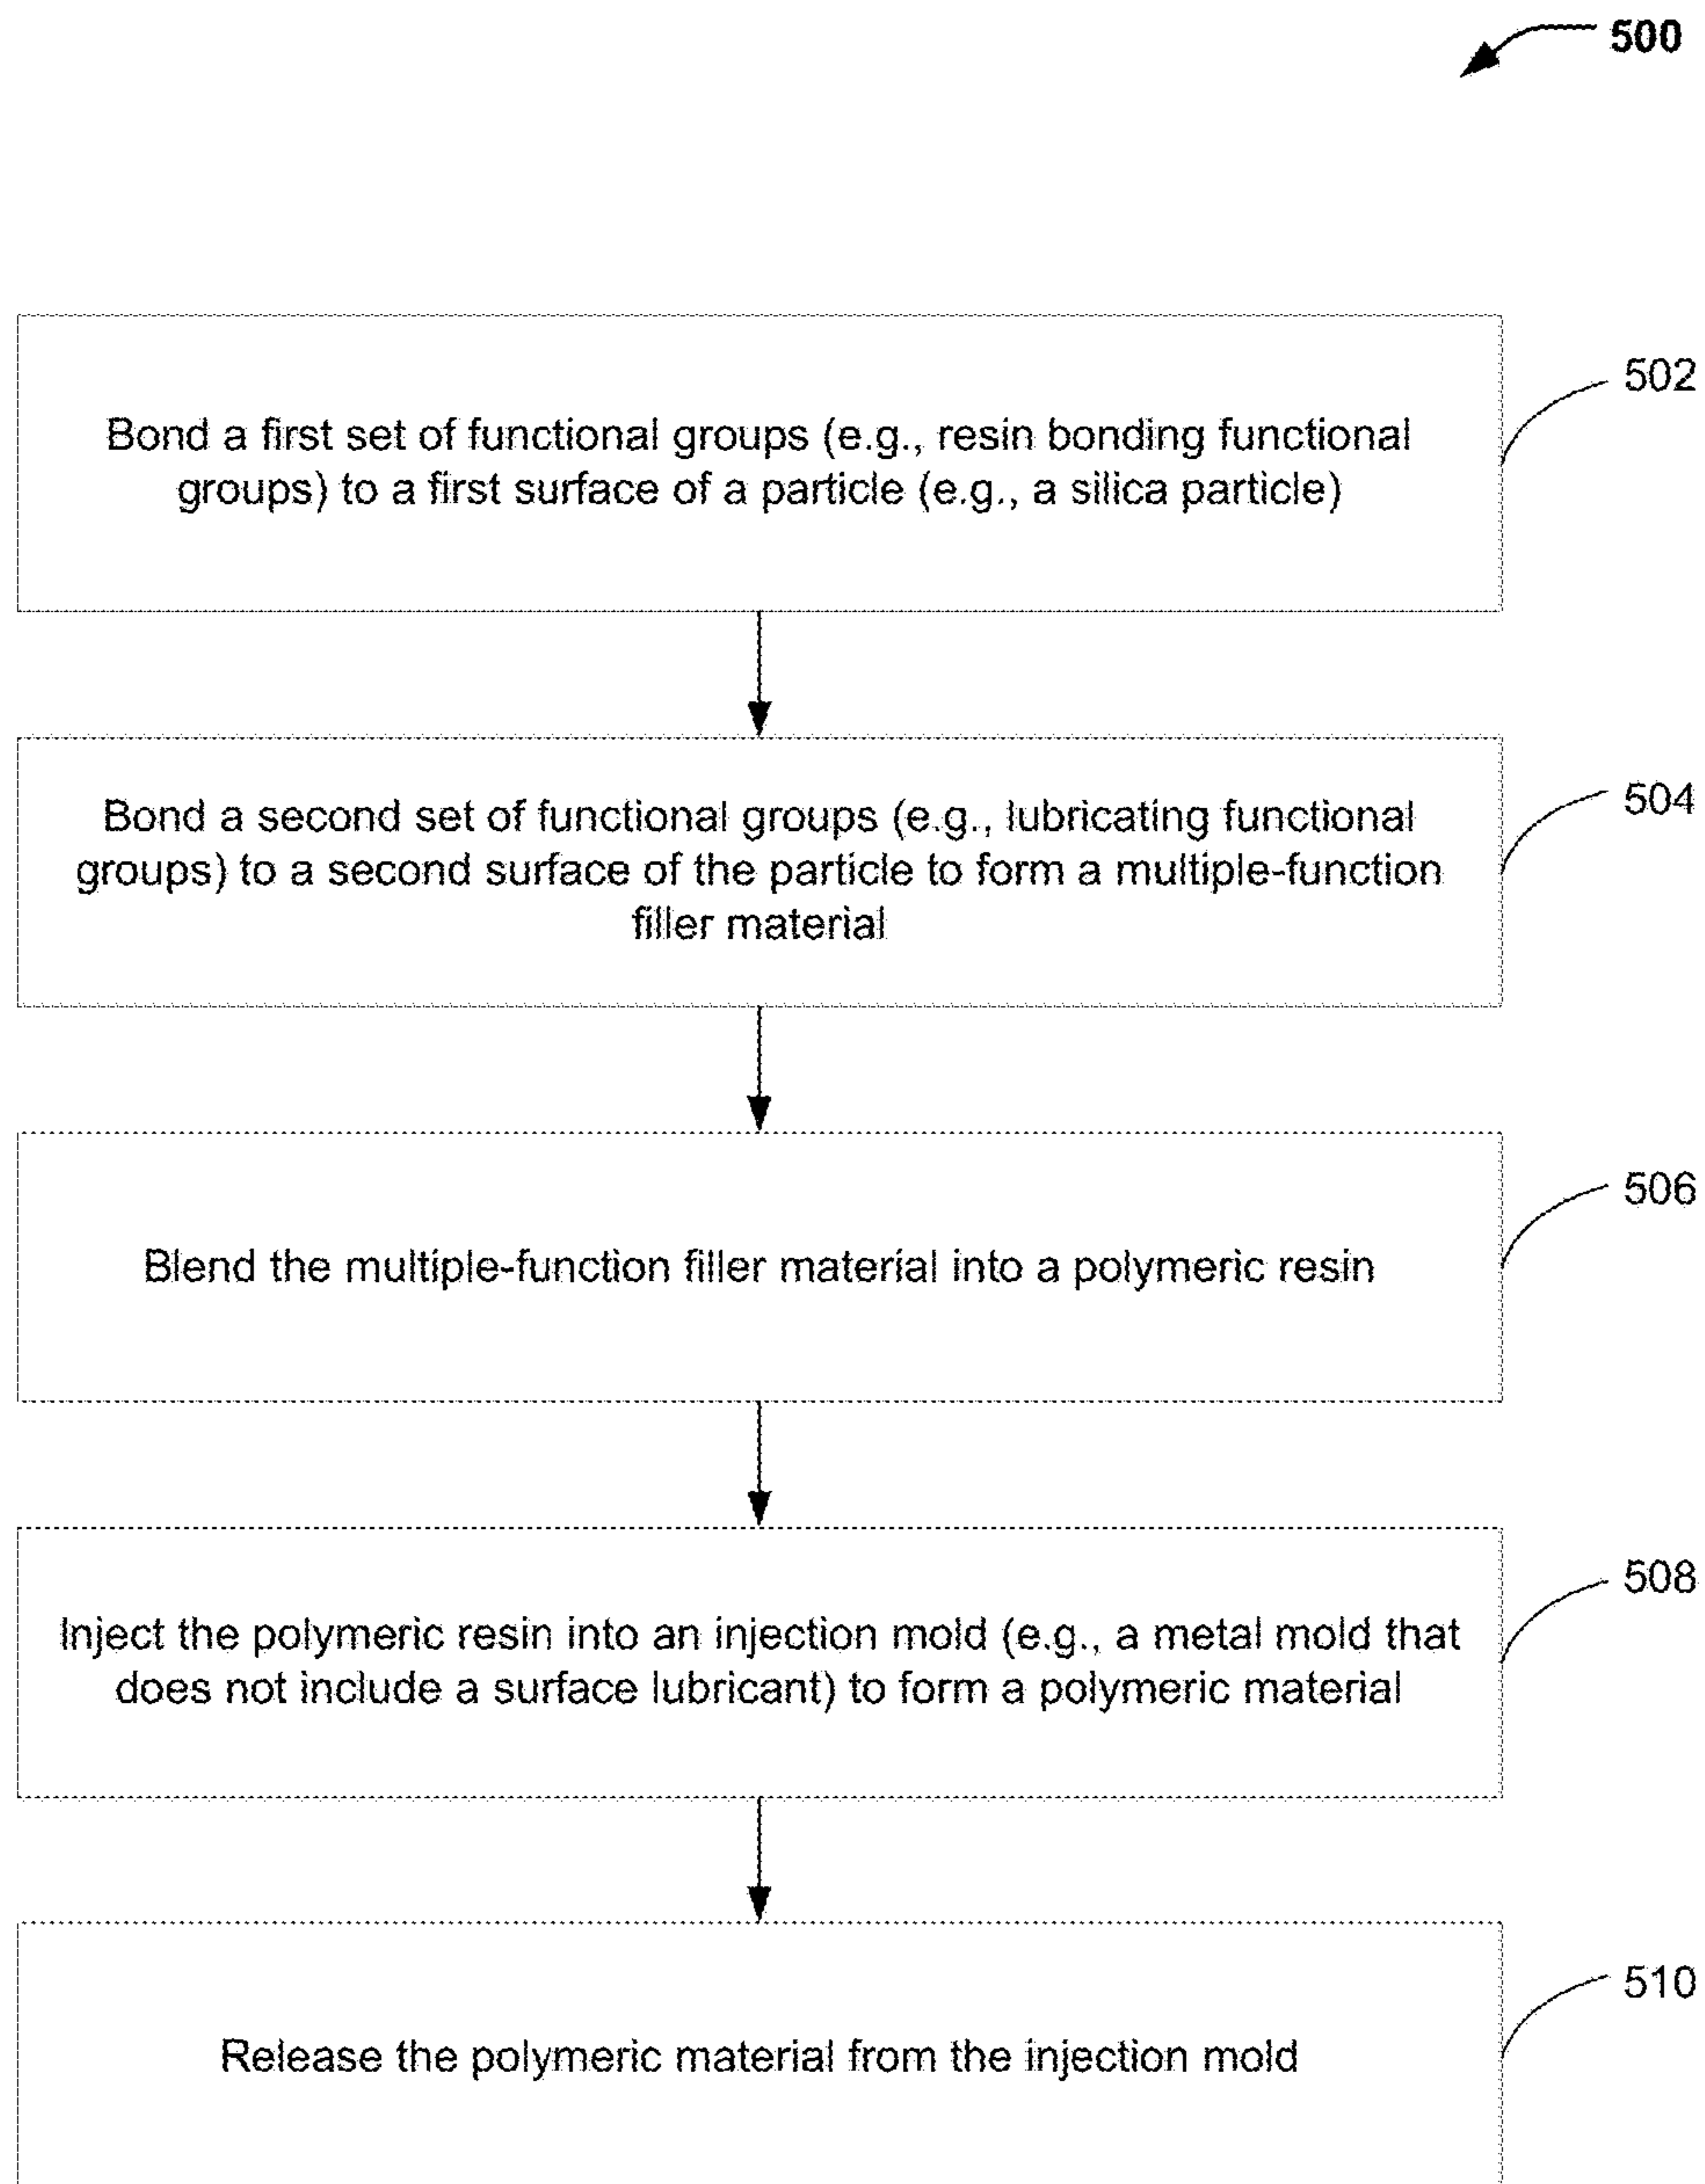 500
Bond a first set of functional groups (e.g., resin bonding functional
groups) to a first surface of a particle (e.g., a silica particle)
502
Bond a second set of functional groups (e.g., lubricating functional
groups) to a second surface of the particle to form a multiple-function
filler material
504
Blend the multiple-function filler material into a polymeric resin
506
Inject the polymeric resin into an injection mold (e.g., a metal mold that
does not include a surface lubricant) to form a polymeric material
508
Release the polymeric material from the injection mold
510